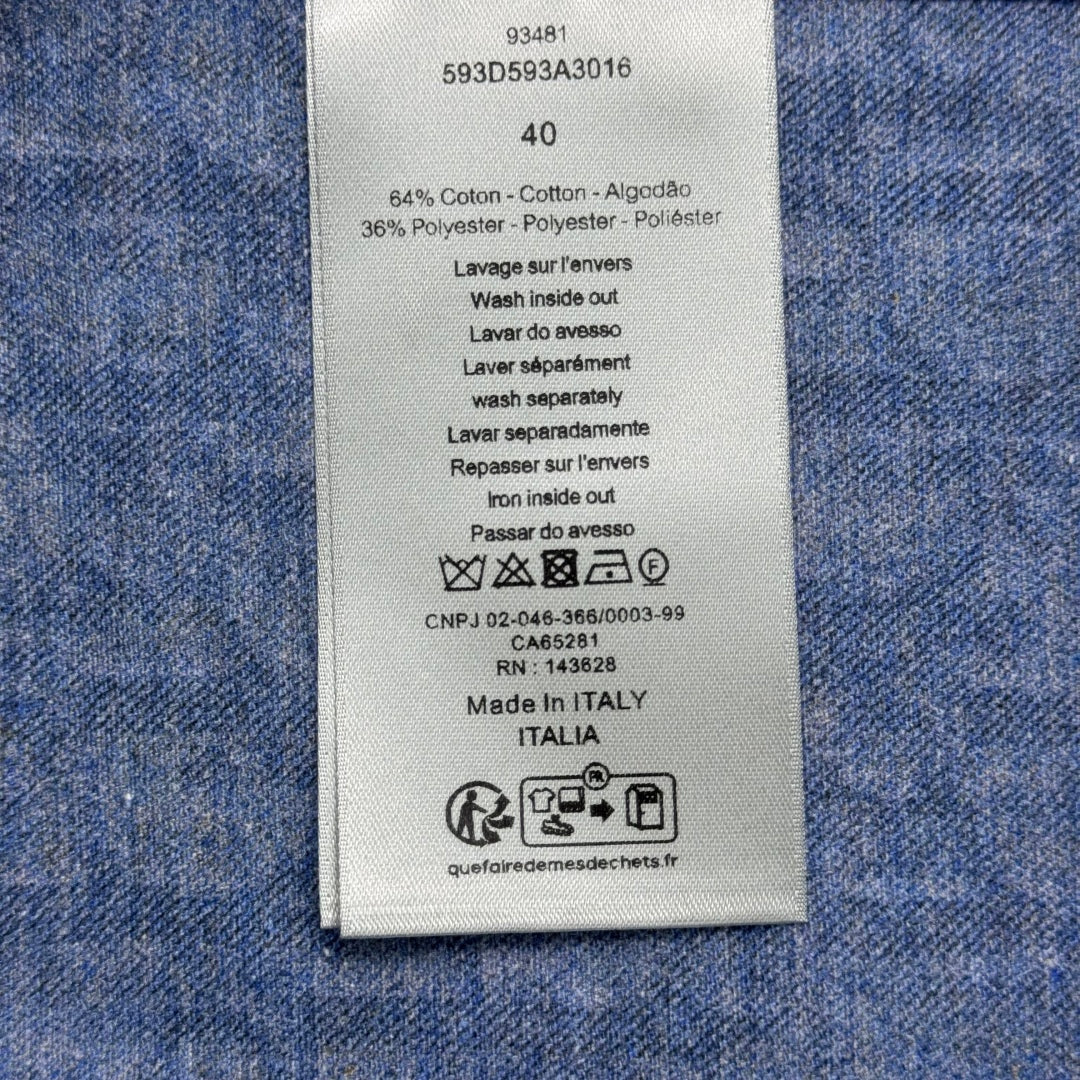 93481
593D593A3016
40
64% Coton - Cotton - Algodão
36% Polyester - Polyester - Poliéster
Lavage sur l'envers
Wash inside out
Lavar do avesso
Laver séparément
wash separately
Lavar separadamente
Repasser sur l'envers
Iron inside out
Passar do avesso
F
CNPJ 02-046-366/0003-99
CA65281
RN : 143628
Made In ITALY
ITALIA
FR
quefairedemesdechets.fr